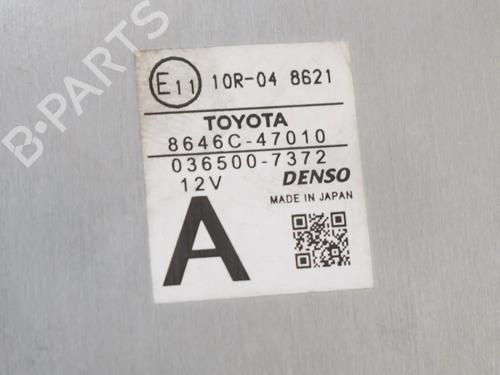 B-PARTS
E11 10R-04 8621
TOYOTA
8646C-47010
036500-7372
12V DENSO
MADE IN JAPAN
A